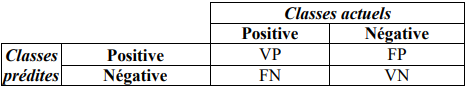 Classes actuels
Positive Négative
Classes prédites Positive VP FP
Négative FN VN